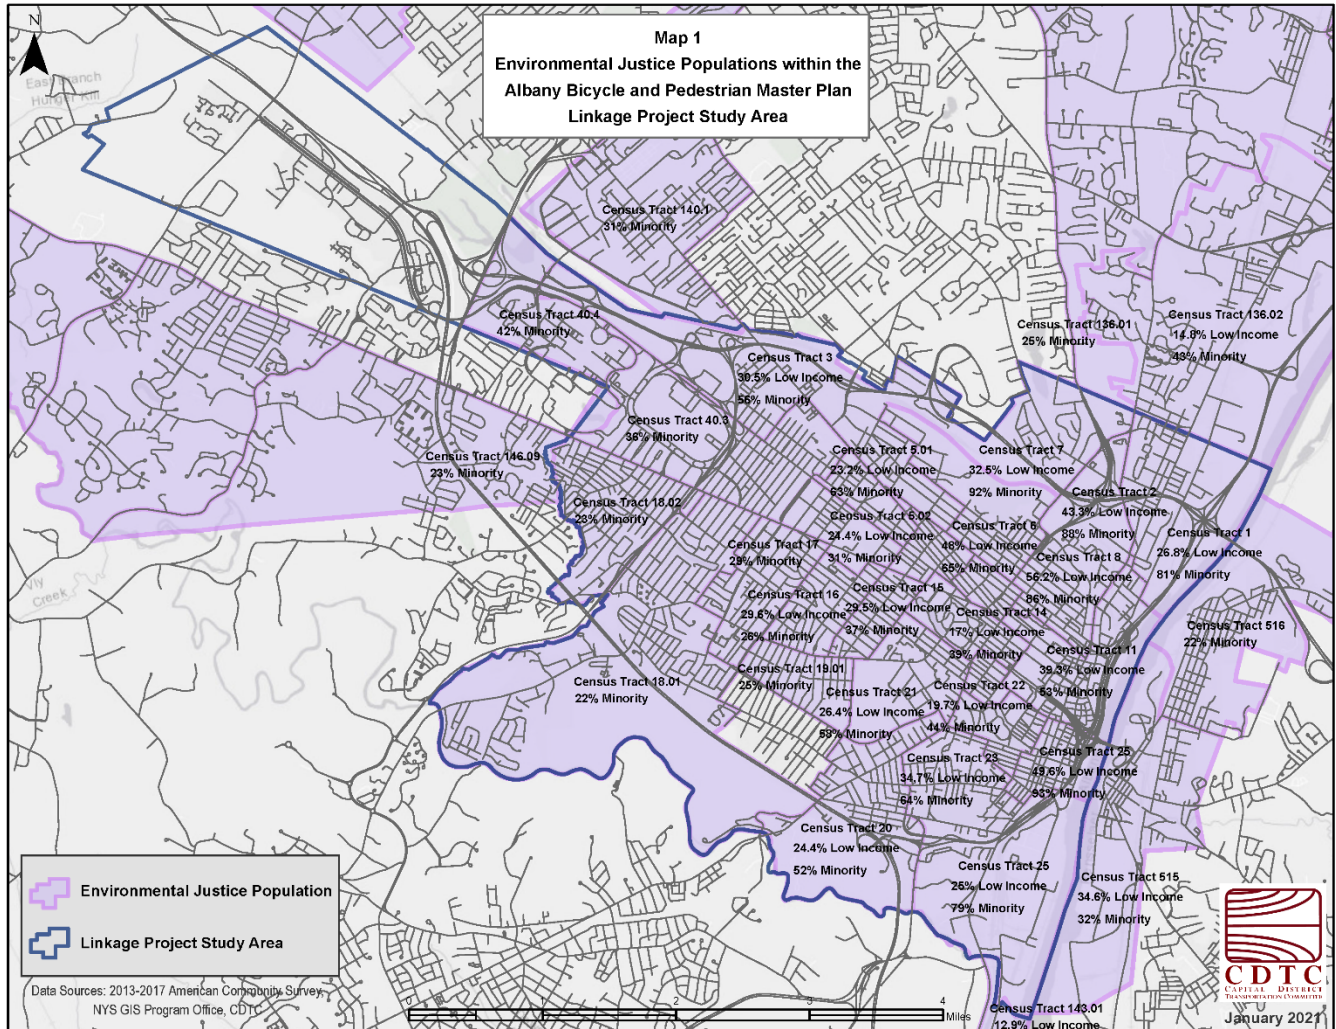 Map 1
Environmental Justice Populations within the
Albany Bicycle and Pedestrian Master Plan
Linkage Project Study Area
N
East Branch
Hunger Kill
Census Tract 140.1
31% Minority
Census Tract 40.4
42% Minority
Census Tract 136.01
25% Minority
Census Tract 136.02
14.8% Low Income
43% Minority
Census Tract 3
30.5% Low Income
56% Minority
Census Tract 40.3
36% Minority
Census Tract 146.09
23% Minority
Census Tract 5.01
23.2% Low Income
63% Minority
Census Tract 7
32.5% Low Income
92% Minority
Census Tract 2
43.3% Low Income
88% Minority
Census Tract 18.02
23% Minority
Census Tract 5.02
24.4% Low Income
31% Minority
Census Tract 6
48% Low Income
65% Minority
Census Tract 1
26.8% Low Income
81% Minority
Census Tract 17
29% Minority
Census Tract 8
56.2% Low Income
86% Minority
Vly
Creek
Census Tract 16
29.6% Low Income
26% Minority
Census Tract 15
29.5% Low Income
37% Minority
Census Tract 14
17% Low Income
39% Minority
Census Tract 516
22% Minority
Census Tract 11
39.3% Low Income
53% Minority
Census Tract 18.01
22% Minority
Census Tract 19.01
25% Minority
Census Tract 21
26.4% Low Income
58% Minority
Census Tract 22
19.7% Low Income
44% Minority
Census Tract 23
34.7% Low Income
64% Minority
Census Tract 25
49.6% Low Income
93% Minority
Census Tract 20
24.4% Low Income
52% Minority
Census Tract 25
25% Low Income
79% Minority
Census Tract 515
34.6% Low Income
32% Minority
Census Tract 143.01
12.9% Low Income
Environmental Justice Population
Linkage Project Study Area
Data Sources: 2013-2017 American Community Survey,
NYS GIS Program Office, CDTC
0 1 2 3 4
Miles
CDTC
CAPITAL DISTRICT
TRANSPORTATION COMMITTEE
January 2021